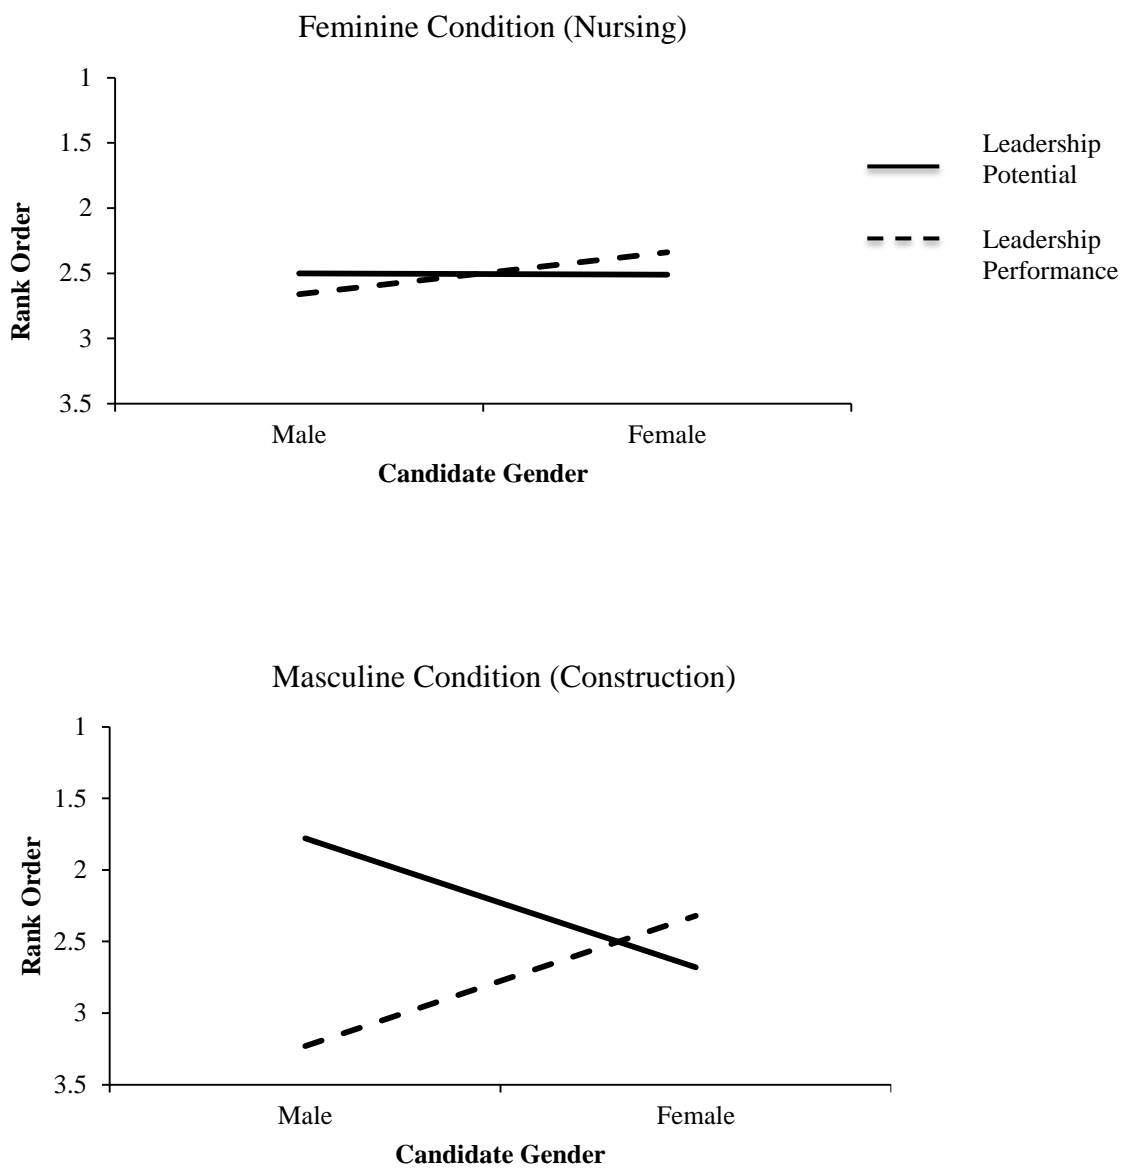 Feminine Condition (Nursing)
1
1.5
2
2.5
3
3.5
Rank Order
Male
Female
Candidate Gender
Leadership
Potential
Leadership
Performance
Masculine Condition (Construction)
1
1.5
2
2.5
3
3.5
Rank Order
Male
Female
Candidate Gender